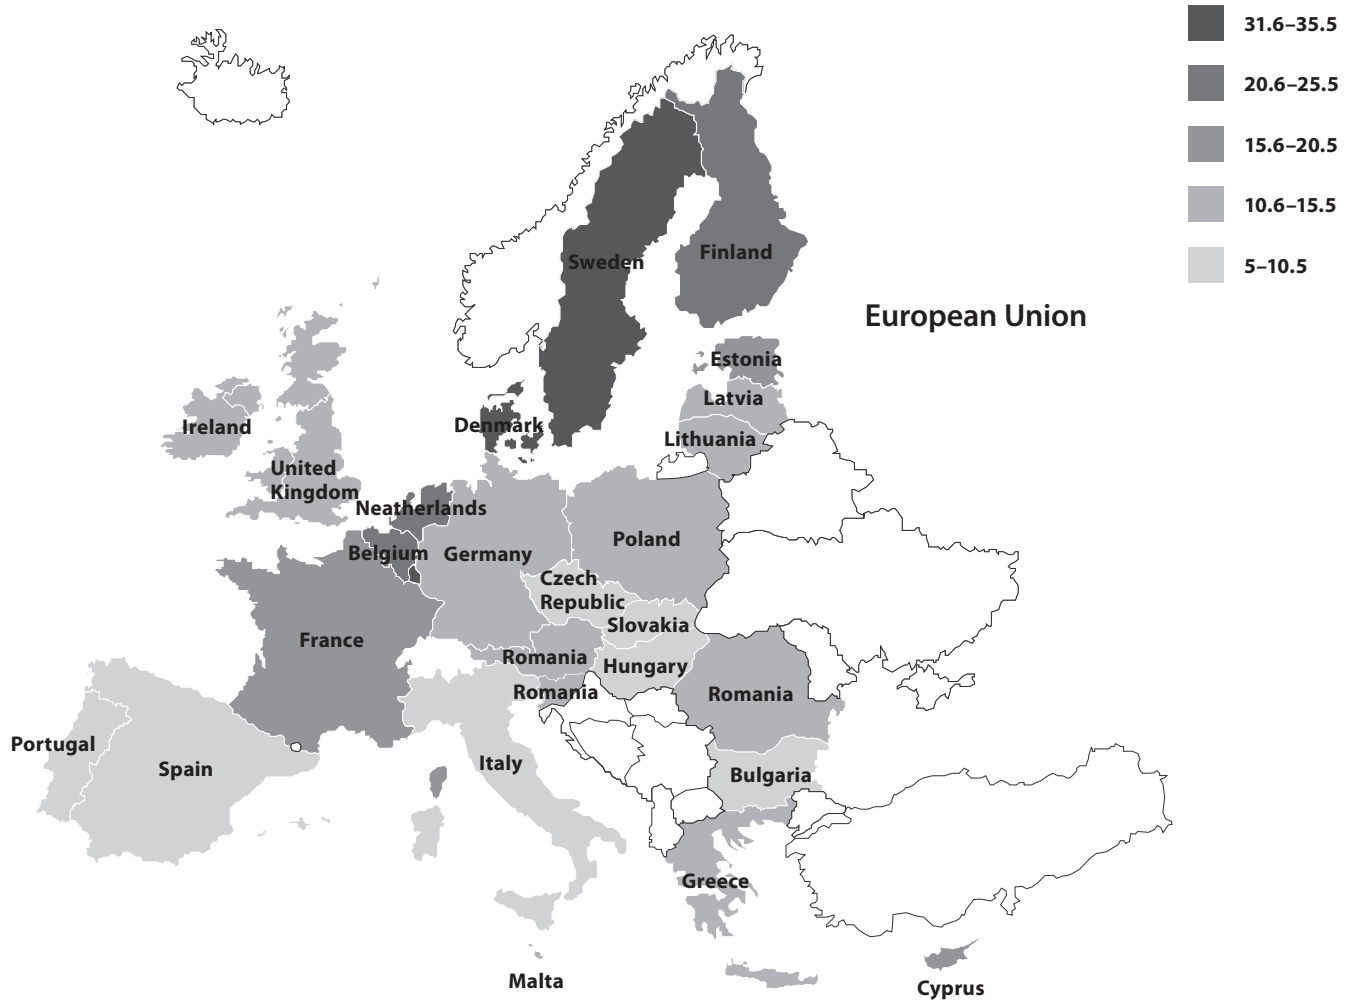 31.6–35.5
20.6–25.5
15.6–20.5
10.6–15.5
5–10.5
European Union
Sweden
Finland
Estonia
Latvia
Lithuania
Denmark
Ireland
United
Kingdom
Neatherlands
Belgium
Germany
Poland
Czech
Republic
Slovakia
France
Romania
Hungary
Romania
Romania
Portugal
Spain
Italy
Bulgaria
Greece
Malta
Cyprus